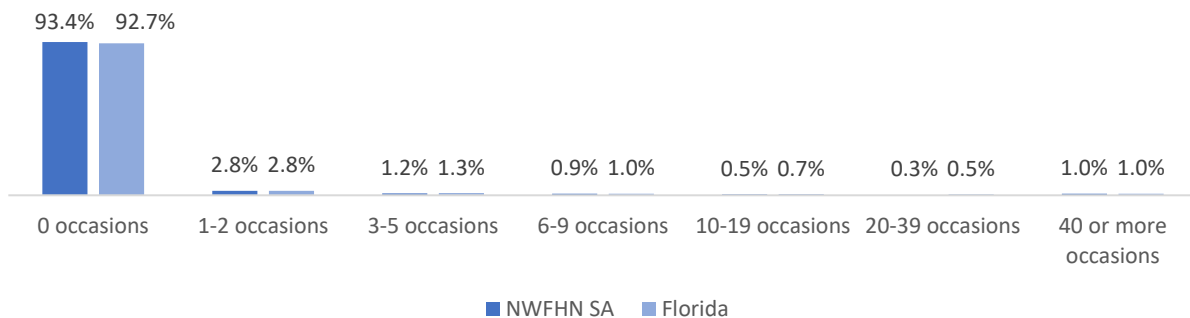 93.4% 92.7%
2.8% 2.8% 1.2% 1.3% 0.9% 1.0% 0.5% 0.7% 0.3% 0.5% 1.0% 1.0%
0 occasions 1-2 occasions 3-5 occasions 6-9 occasions 10-19 occasions 20-39 occasions 40 or more
occasions
NWFHN SA Florida